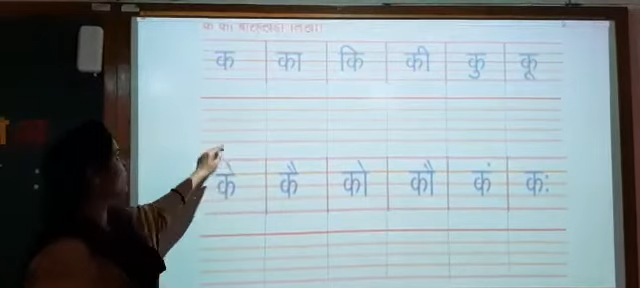 क का बारहखड़ी लिखो
क का कि की कु कू
के कै को कौ कं कः